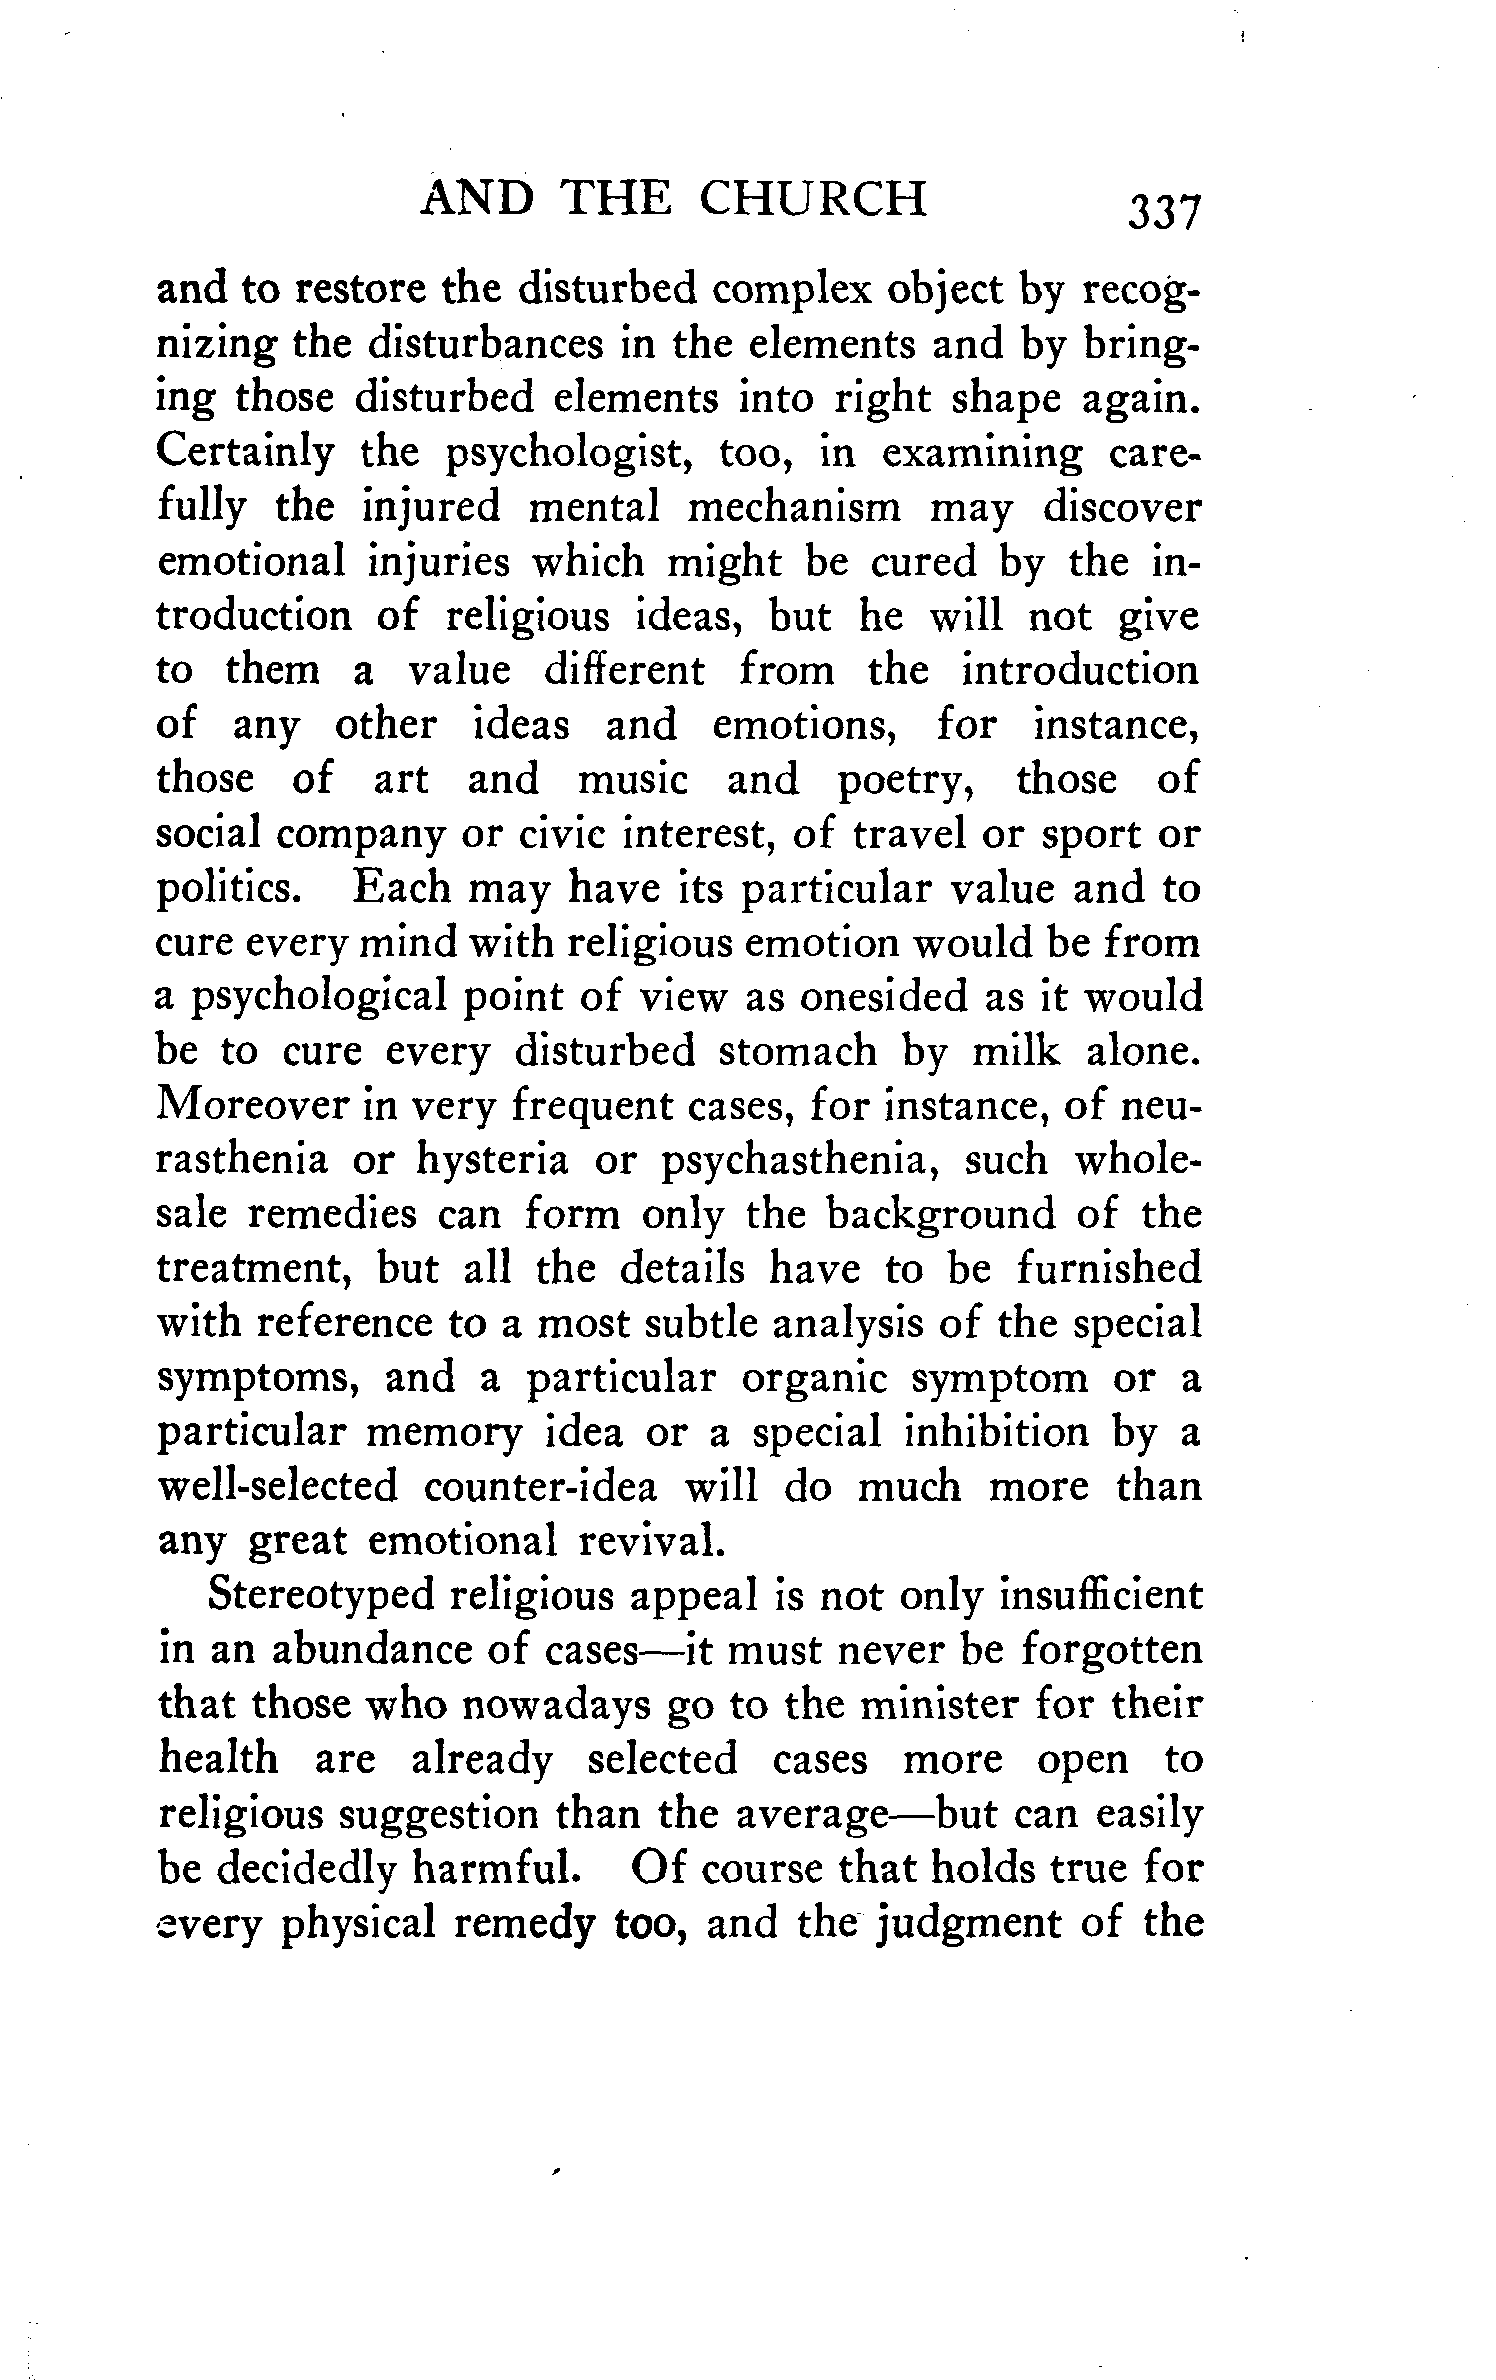 AND THE CHURCH 337
and to restore the disturbed complex object by recog-
nizing the disturbances in the elements and by bring-
ing those disturbed elements into right shape again.
Certainly the psychologist, too, in examining care-
fully the injured mental mechanism may discover
emotional injuries which might be cured by the in-
troduction of religious ideas, but he will not give
to them a value different from the introduction
of any other ideas and emotions, for instance,
those of art and music and poetry, those of
social company or civic interest, of travel or sport or
politics. Each may have its particular value and to
cure every mind with religious emotion would be from
a psychological point of view as onesided as it would
be to cure every disturbed stomach by milk alone.
Moreover in very frequent cases, for instance, of neu-
rasthenia or hysteria or psychasthenia, such whole-
sale remedies can form only the background of the
treatment, but all the details have to be furnished
with reference to a most subtle analysis of the special
symptoms, and a particular organic symptom or a
particular memory idea or a special inhibition by a
well-selected counter-idea will do much more than
any great emotional revival.
Stereotyped religious appeal is not only insufficient
in an abundance of cases—it must never be forgotten
that those who nowadays go to the minister for their
health are already selected cases more open to
religious suggestion than the average—but can easily
be decidedly harmful. Of course that holds true for
every physical remedy too, and the judgment of the